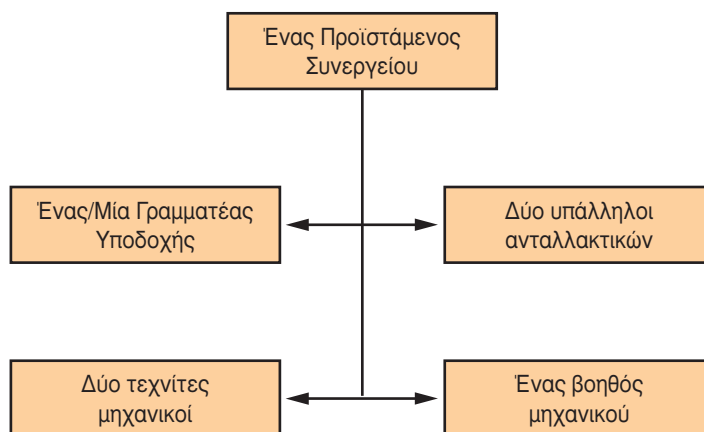 Ένας Προϊστάμενος
Συνεργείου
Ένας/Μία Γραμματέας
Υποδοχής
Δύο υπάλληλοι
ανταλλακτικών
Δύο τεχνίτες
μηχανικοί
Ένας βοηθός
μηχανικού